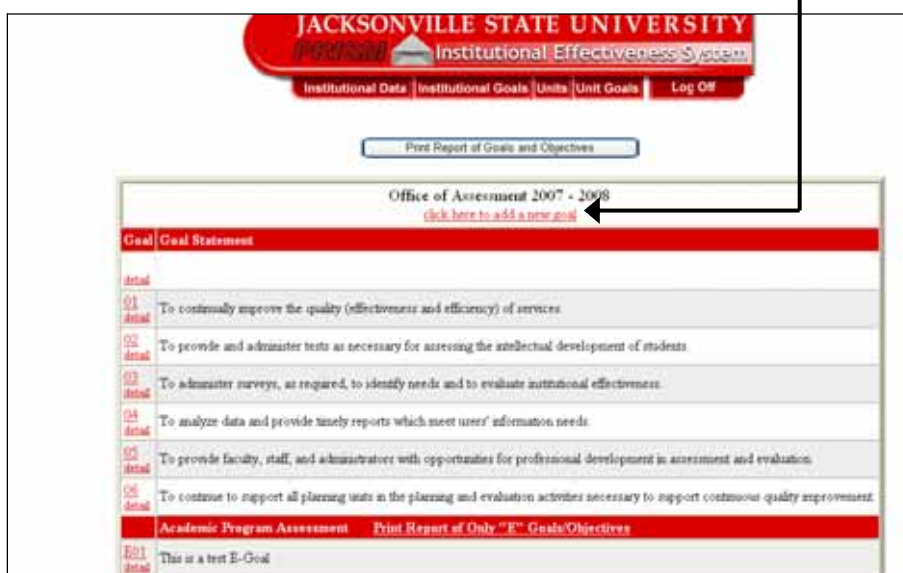 JACKSONVILLE STATE UNIVERSITY
PRISM Institutional Effectiveness System
Institutional Data Institutional Goals Units Unit Goals Log Off
Print Report of Goals and Objectives
Office of Assessment 2007 - 2008
click here to add a new goal
Goal Goal Statement
detail
01 To continually improve the quality (effectiveness and efficiency) of services.
detail
02 To provide and administer tests as necessary for assessing the intellectual development of students.
detail
03 To administer surveys, as required, to identify needs and to evaluate institutional effectiveness.
detail
04 To analyze data and provide timely reports which meet users' information needs.
detail
05 To provide faculty, staff, and administrators with opportunities for professional development in assessment and evaluation.
detail
06 To continue to support all planning units in the planning and evaluation activities necessary to support continuous quality improvement.
detail
Academic Program Assessment Print Report of Only "E" Goals/Objectives
E01 This is a test E-Goal
detail